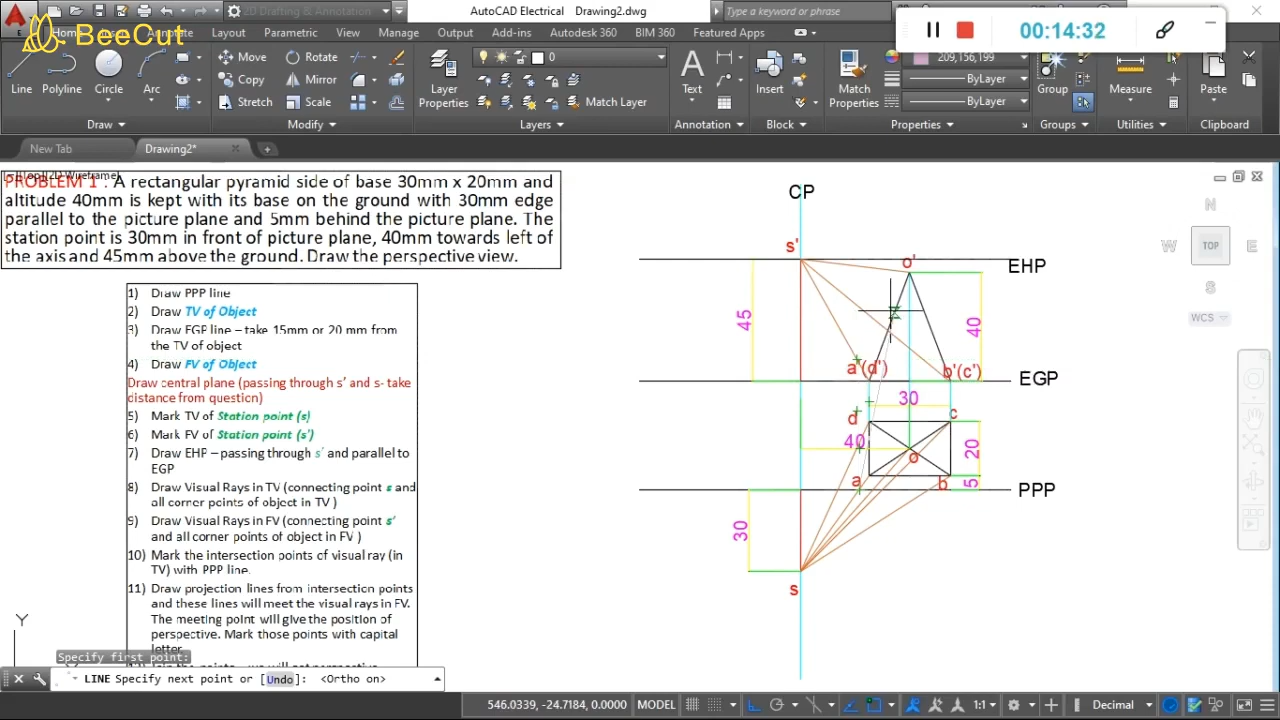 2D Drafting & Annotation
AutoCAD Electrical Drawing2.dwg
Type a keyword or phrase
BeeCut
00:14:32
Home
Annotate
Layout
Parametric
View
Manage
Output
Add-ins
Autodesk 360
BIM 360
Featured Apps
Line
Polyline
Circle
Arc
Move
Rotate
Copy
Mirror
Stretch
Scale
Layer
Properties
0
Match Layer
Text
Insert
Match
Properties
209,156,199
ByLayer
ByLayer
Group
Measure
Paste
Draw
Modify
Layers
Annotation
Block
Properties
Groups
Utilities
Clipboard
New Tab
Drawing2*
PROBLEM 1 : A rectangular pyramid side of base 30mm x 20mm and
altitude 40mm is kept with its base on the ground with 30mm edge
parallel to the picture plane and 5mm behind the picture plane. The
station point is 30mm in front of picture plane, 40mm towards left of
the axis and 45mm above the ground. Draw the perspective view.
1) Draw PPP line
2) Draw TV of Object
3) Draw EGP line – take 15mm or 20 mm from
the TV of object
4) Draw FV of Object
Draw central plane (passing through s’ and s- take
distance from question)
5) Mark TV of Station point (s)
6) Mark FV of Station point (s’)
7) Draw EHP – passing through s’ and parallel to
EGP
8) Draw Visual Rays in TV (connecting point s and
all corner points of object in TV )
9) Draw Visual Rays in FV (connecting point s’
and all corner points of object in FV )
10) Mark the intersection points of visual ray (in
TV) with PPP line.
11) Draw projection lines from intersection points
and these lines will meet the visual rays in FV.
The meeting point will give the position of
perspective. Mark those points with capital
letter
CP
s'
o'
EHP
45
40
a'(d')
b'(c')
EGP
30
d
c
40
20
o
a
b
5
PPP
30
s
N
W
TOP
E
S
WCS
Y
Specify first point:
LINE Specify next point or [Undo]: <Ortho on>
546.0339, -24.7184, 0.0000
MODEL
1:1
Decimal